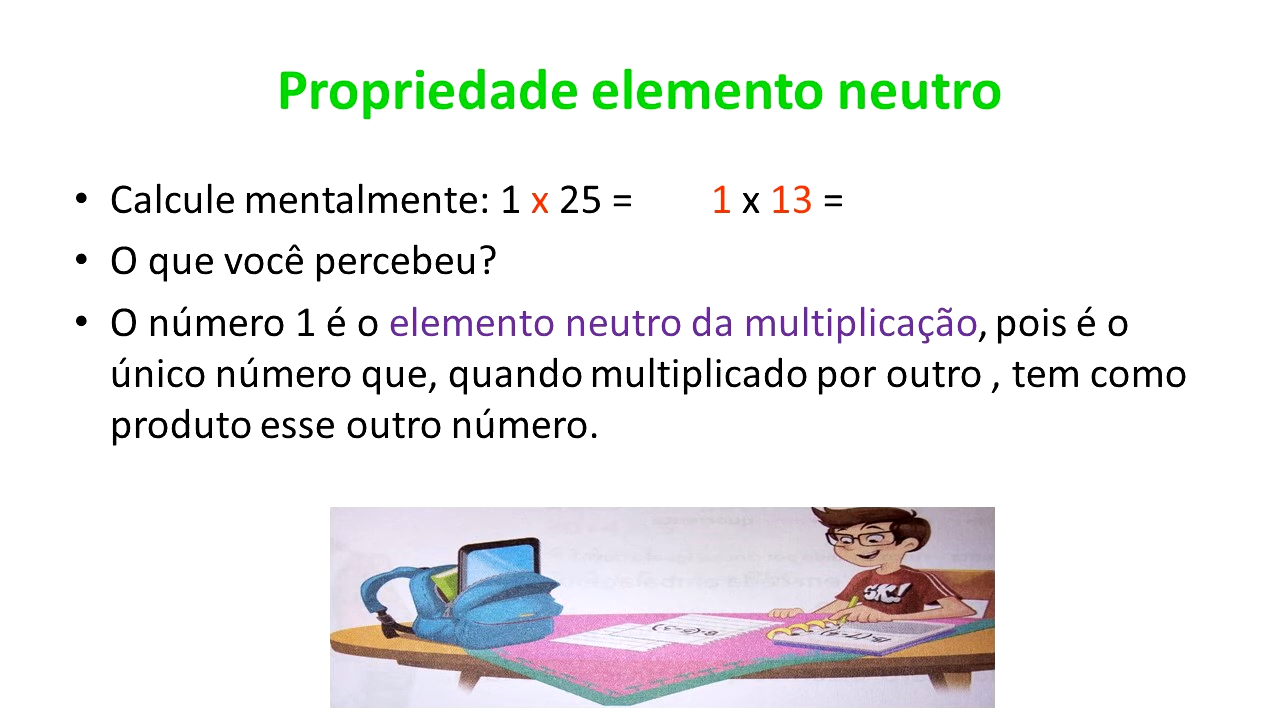 Propriedade elemento neutro
• Calcule mentalmente: 1 x 25 = 1 x 13 =
• O que você percebeu?
• O número 1 é o elemento neutro da multiplicação, pois é o
único número que, quando multiplicado por outro , tem como
produto esse outro número.